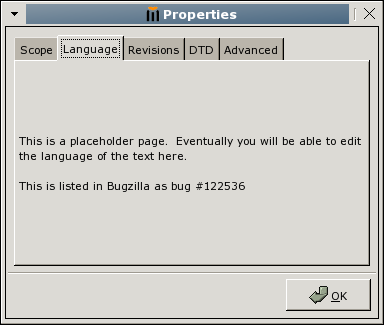 Properties
Scope Language Revisions DTD Advanced
This is a placeholder page. Eventually you will be able to edit
the language of the text here.
This is listed in Bugzilla as bug #122536
OK